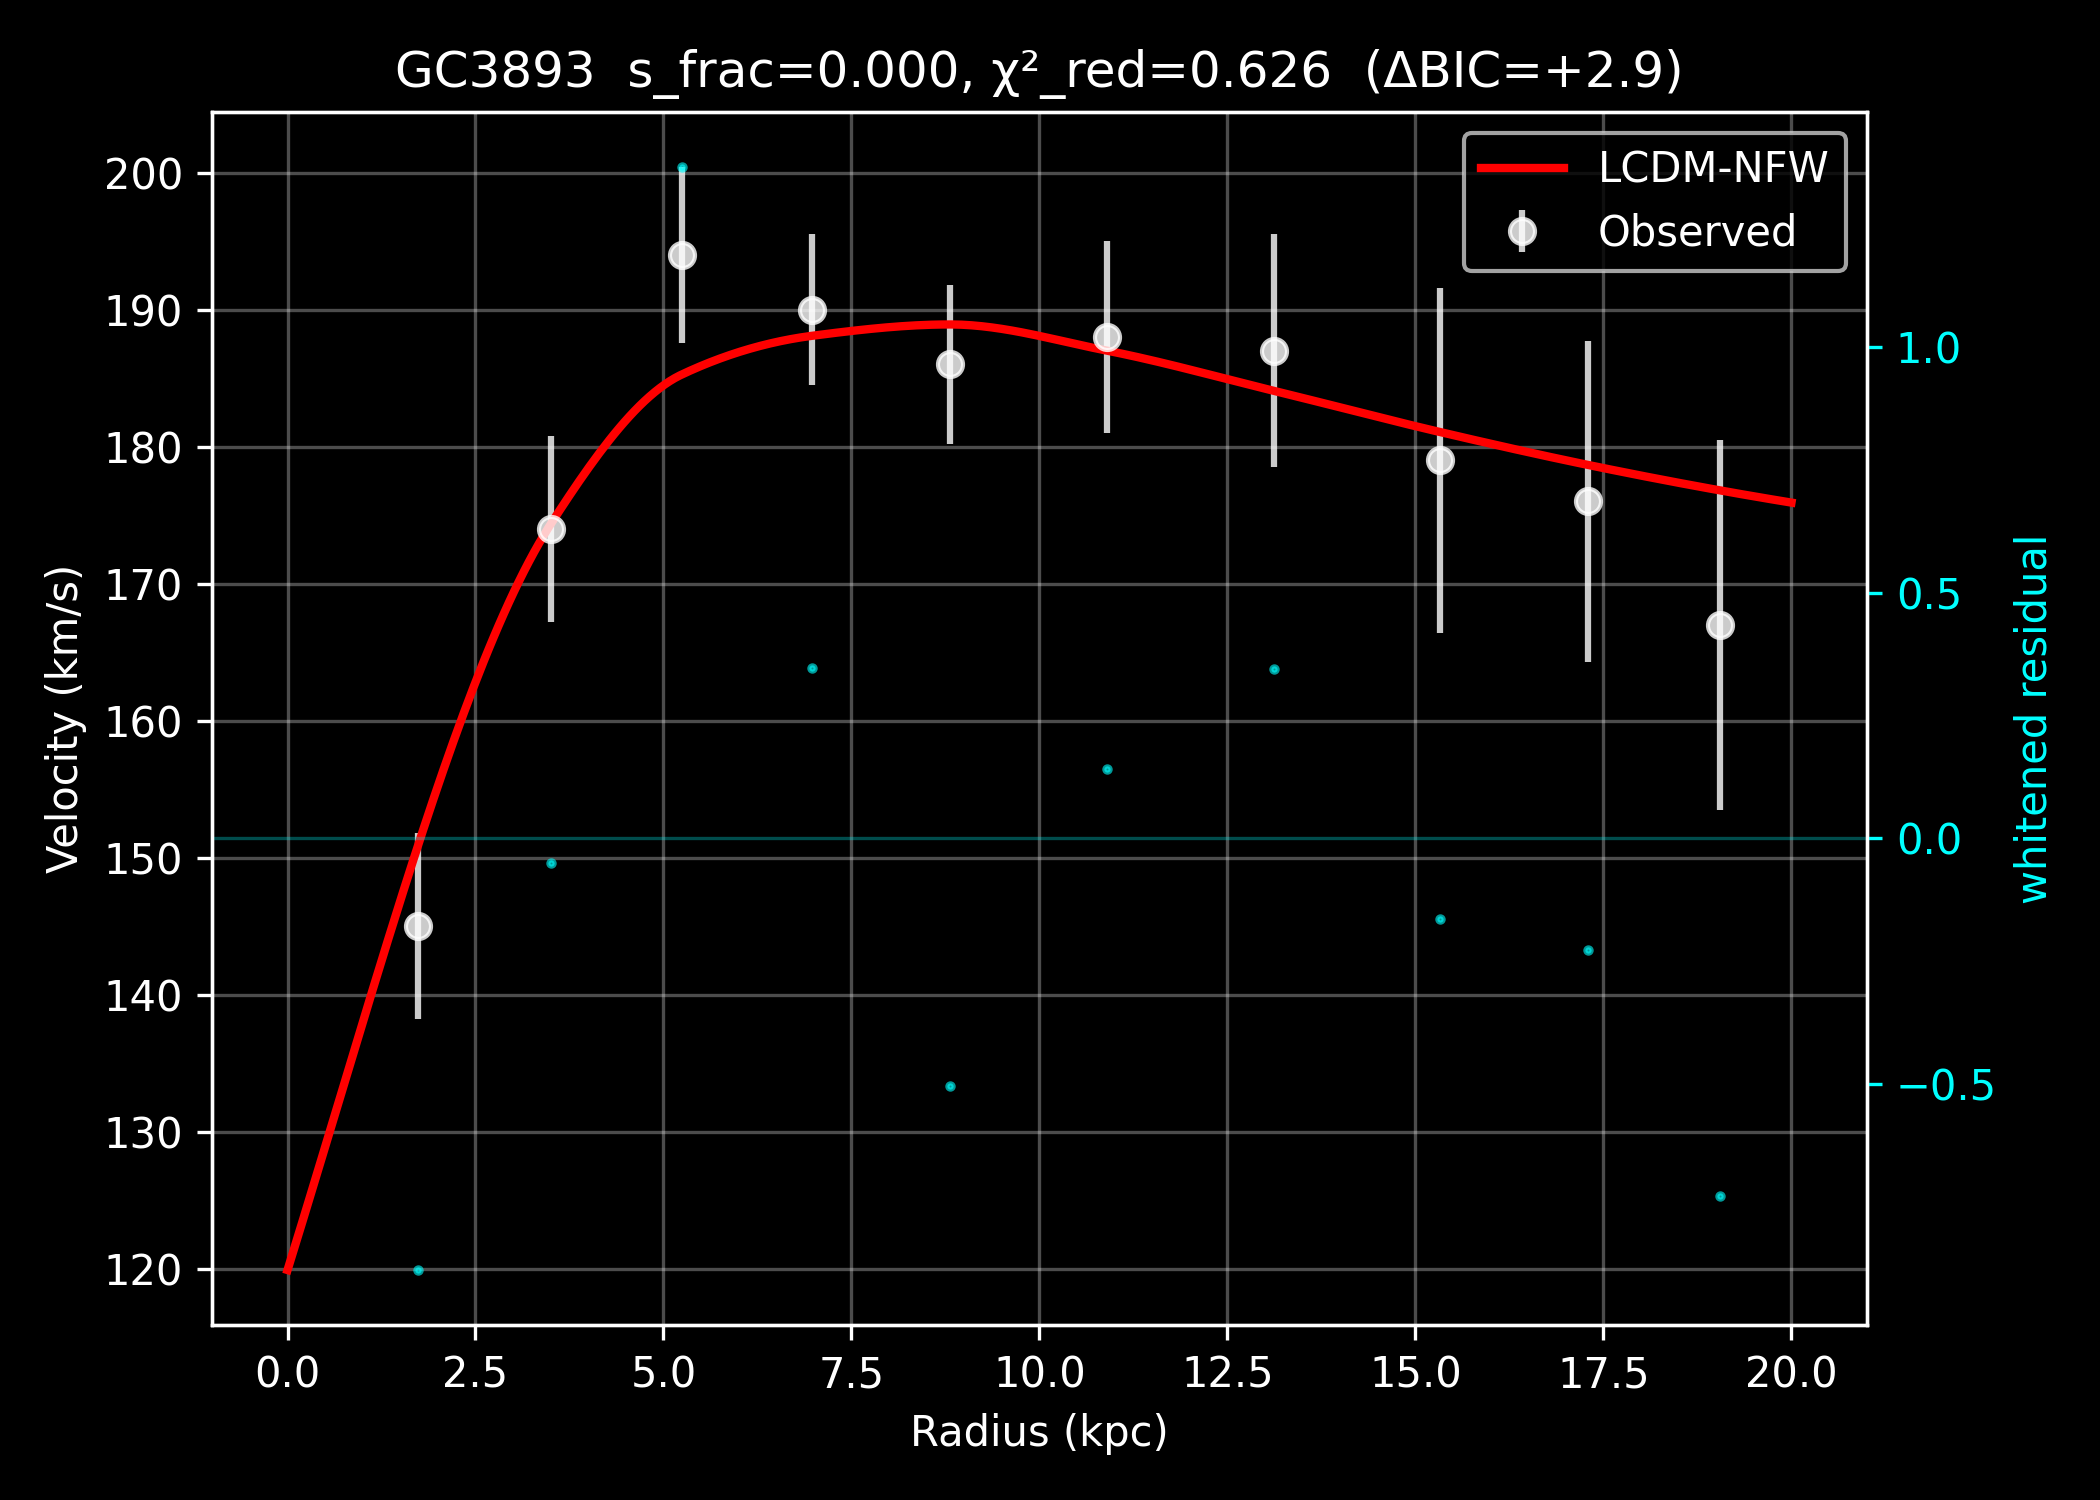 GC3893 s_frac=0.000, χ²_red=0.626 (ΔBIC=+2.9)
LCDM-NFW
Observed
200
190
180
170
160
150
140
130
120
Velocity (km/s)
1.0
0.5
0.0
−0.5
whitened residual
0.0 2.5 5.0 7.5 10.0 12.5 15.0 17.5 20.0
Radius (kpc)